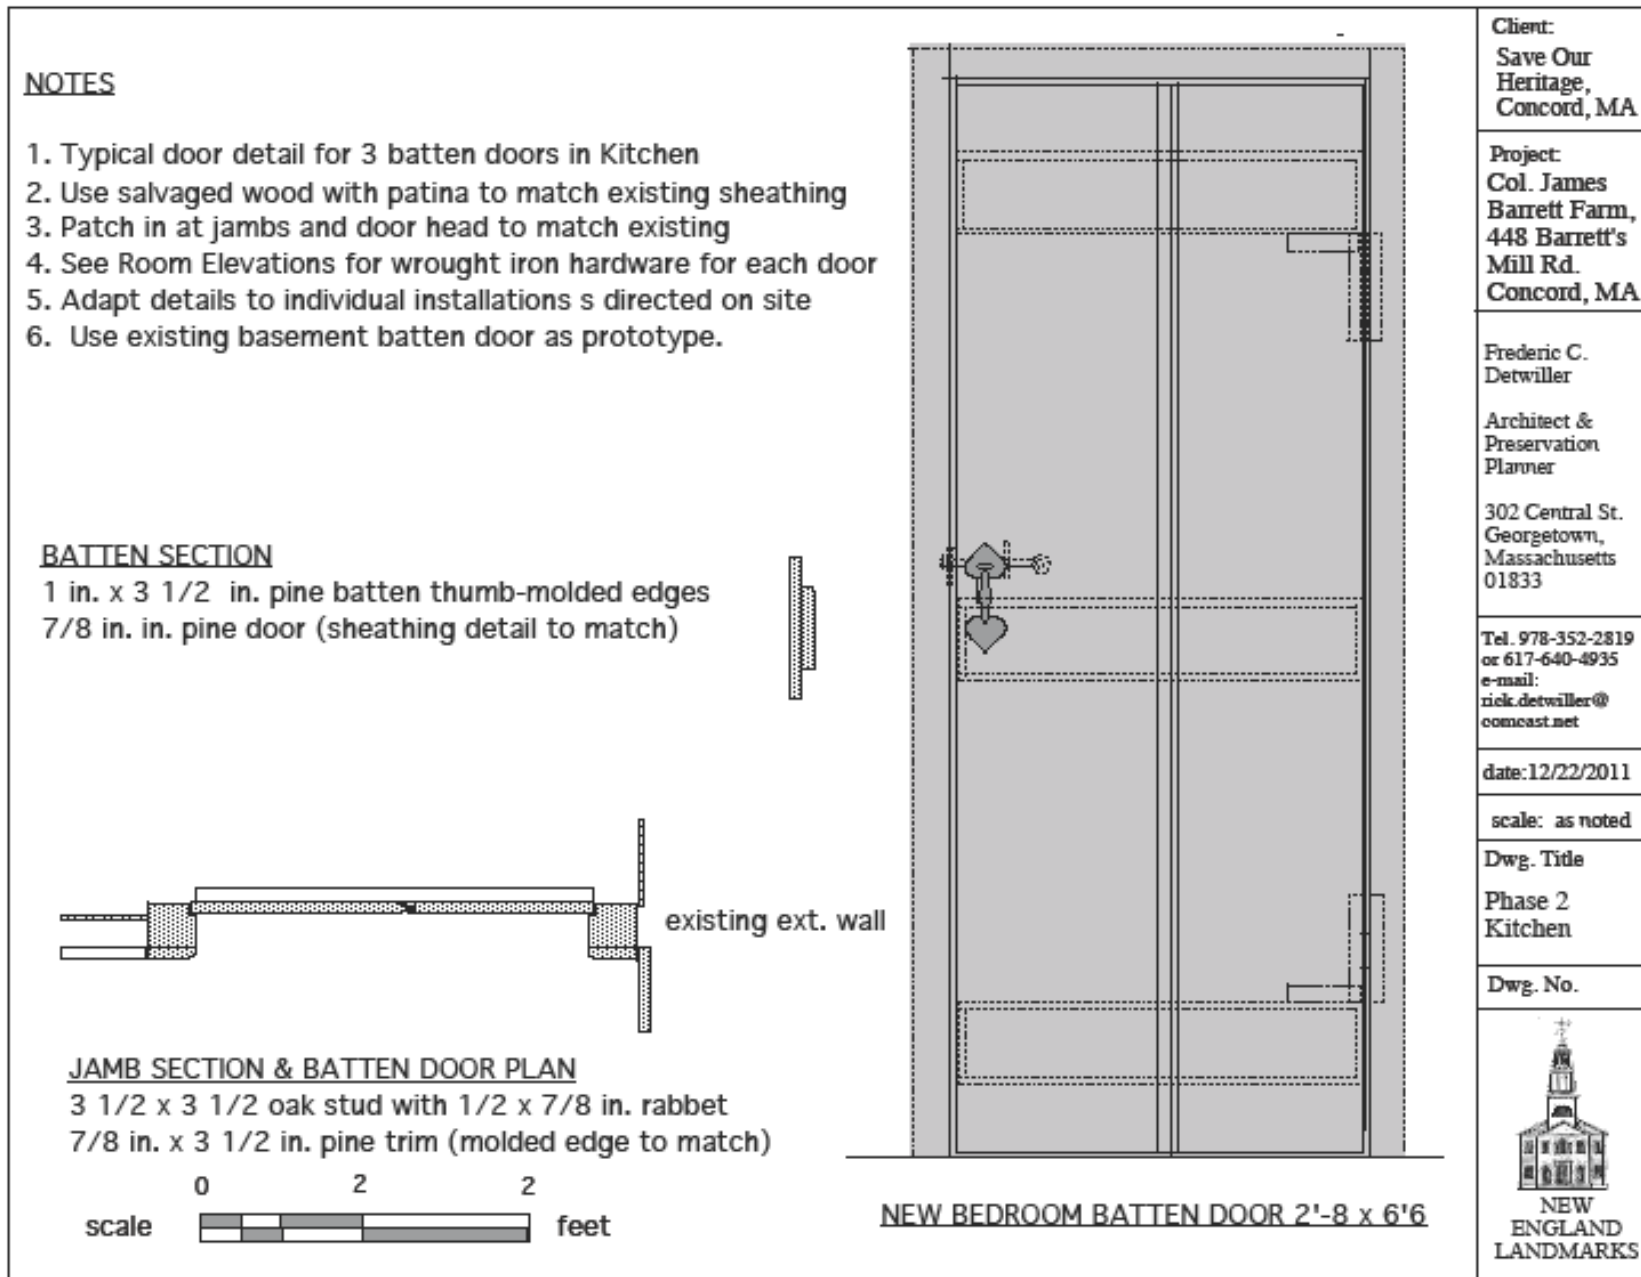 NOTES
1. Typical door detail for 3 batten doors in Kitchen
2. Use salvaged wood with patina to match existing sheathing
3. Patch in at jambs and door head to match existing
4. See Room Elevations for wrought iron hardware for each door
5. Adapt details to individual installations s directed on site
6. Use existing basement batten door as prototype.
BATTEN SECTION
1 in. x 3 1/2 in. pine batten thumb-molded edges
7/8 in. in. pine door (sheathing detail to match)
existing ext. wall
JAMB SECTION & BATTEN DOOR PLAN
3 1/2 x 3 1/2 oak stud with 1/2 x 7/8 in. rabbet
7/8 in. x 3 1/2 in. pine trim (molded edge to match)
0 2 2
scale feet
NEW BEDROOM BATTEN DOOR 2'-8 x 6'6
Client:
Save Our
Heritage,
Concord, MA
Project:
Col. James
Barrett Farm,
448 Barrett's
Mill Rd.
Concord, MA
Frederic C.
Detwiller
Architect &
Preservation
Planner
302 Central St.
Georgetown,
Massachusetts
01833
Tel. 978-352-2819
or 617-640-4935
e-mail:
rick.detwiller@
comcast.net
date:12/22/2011
scale: as noted
Dwg. Title
Phase 2
Kitchen
Dwg. No.
NEW
ENGLAND
LANDMARKS